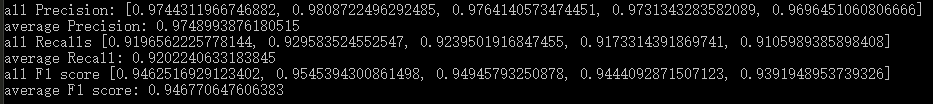 all Precision: [0.9744311966746882, 0.9808722496292485, 0.9764140573474451, 0.9731343283582089, 0.9696451060806666]
average Precision: 0.9748993876180515
all Recalls [0.9196562225778144, 0.929583524552547, 0.9239501916847455, 0.9173314391869741, 0.9105989385898408]
average Recall: 0.9202240633183845
all F1 score [0.9462516929123402, 0.9545394300861498, 0.94945793250878, 0.9444092871507123, 0.9391948953739326]
average F1 score: 0.946770647606383